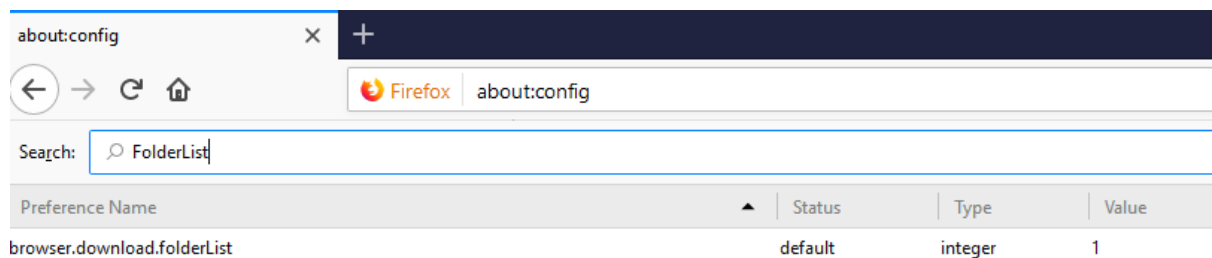 about:config
Firefox about:config
Search: FolderList
Preference Name Status Type Value
browser.download.folderList default integer 1